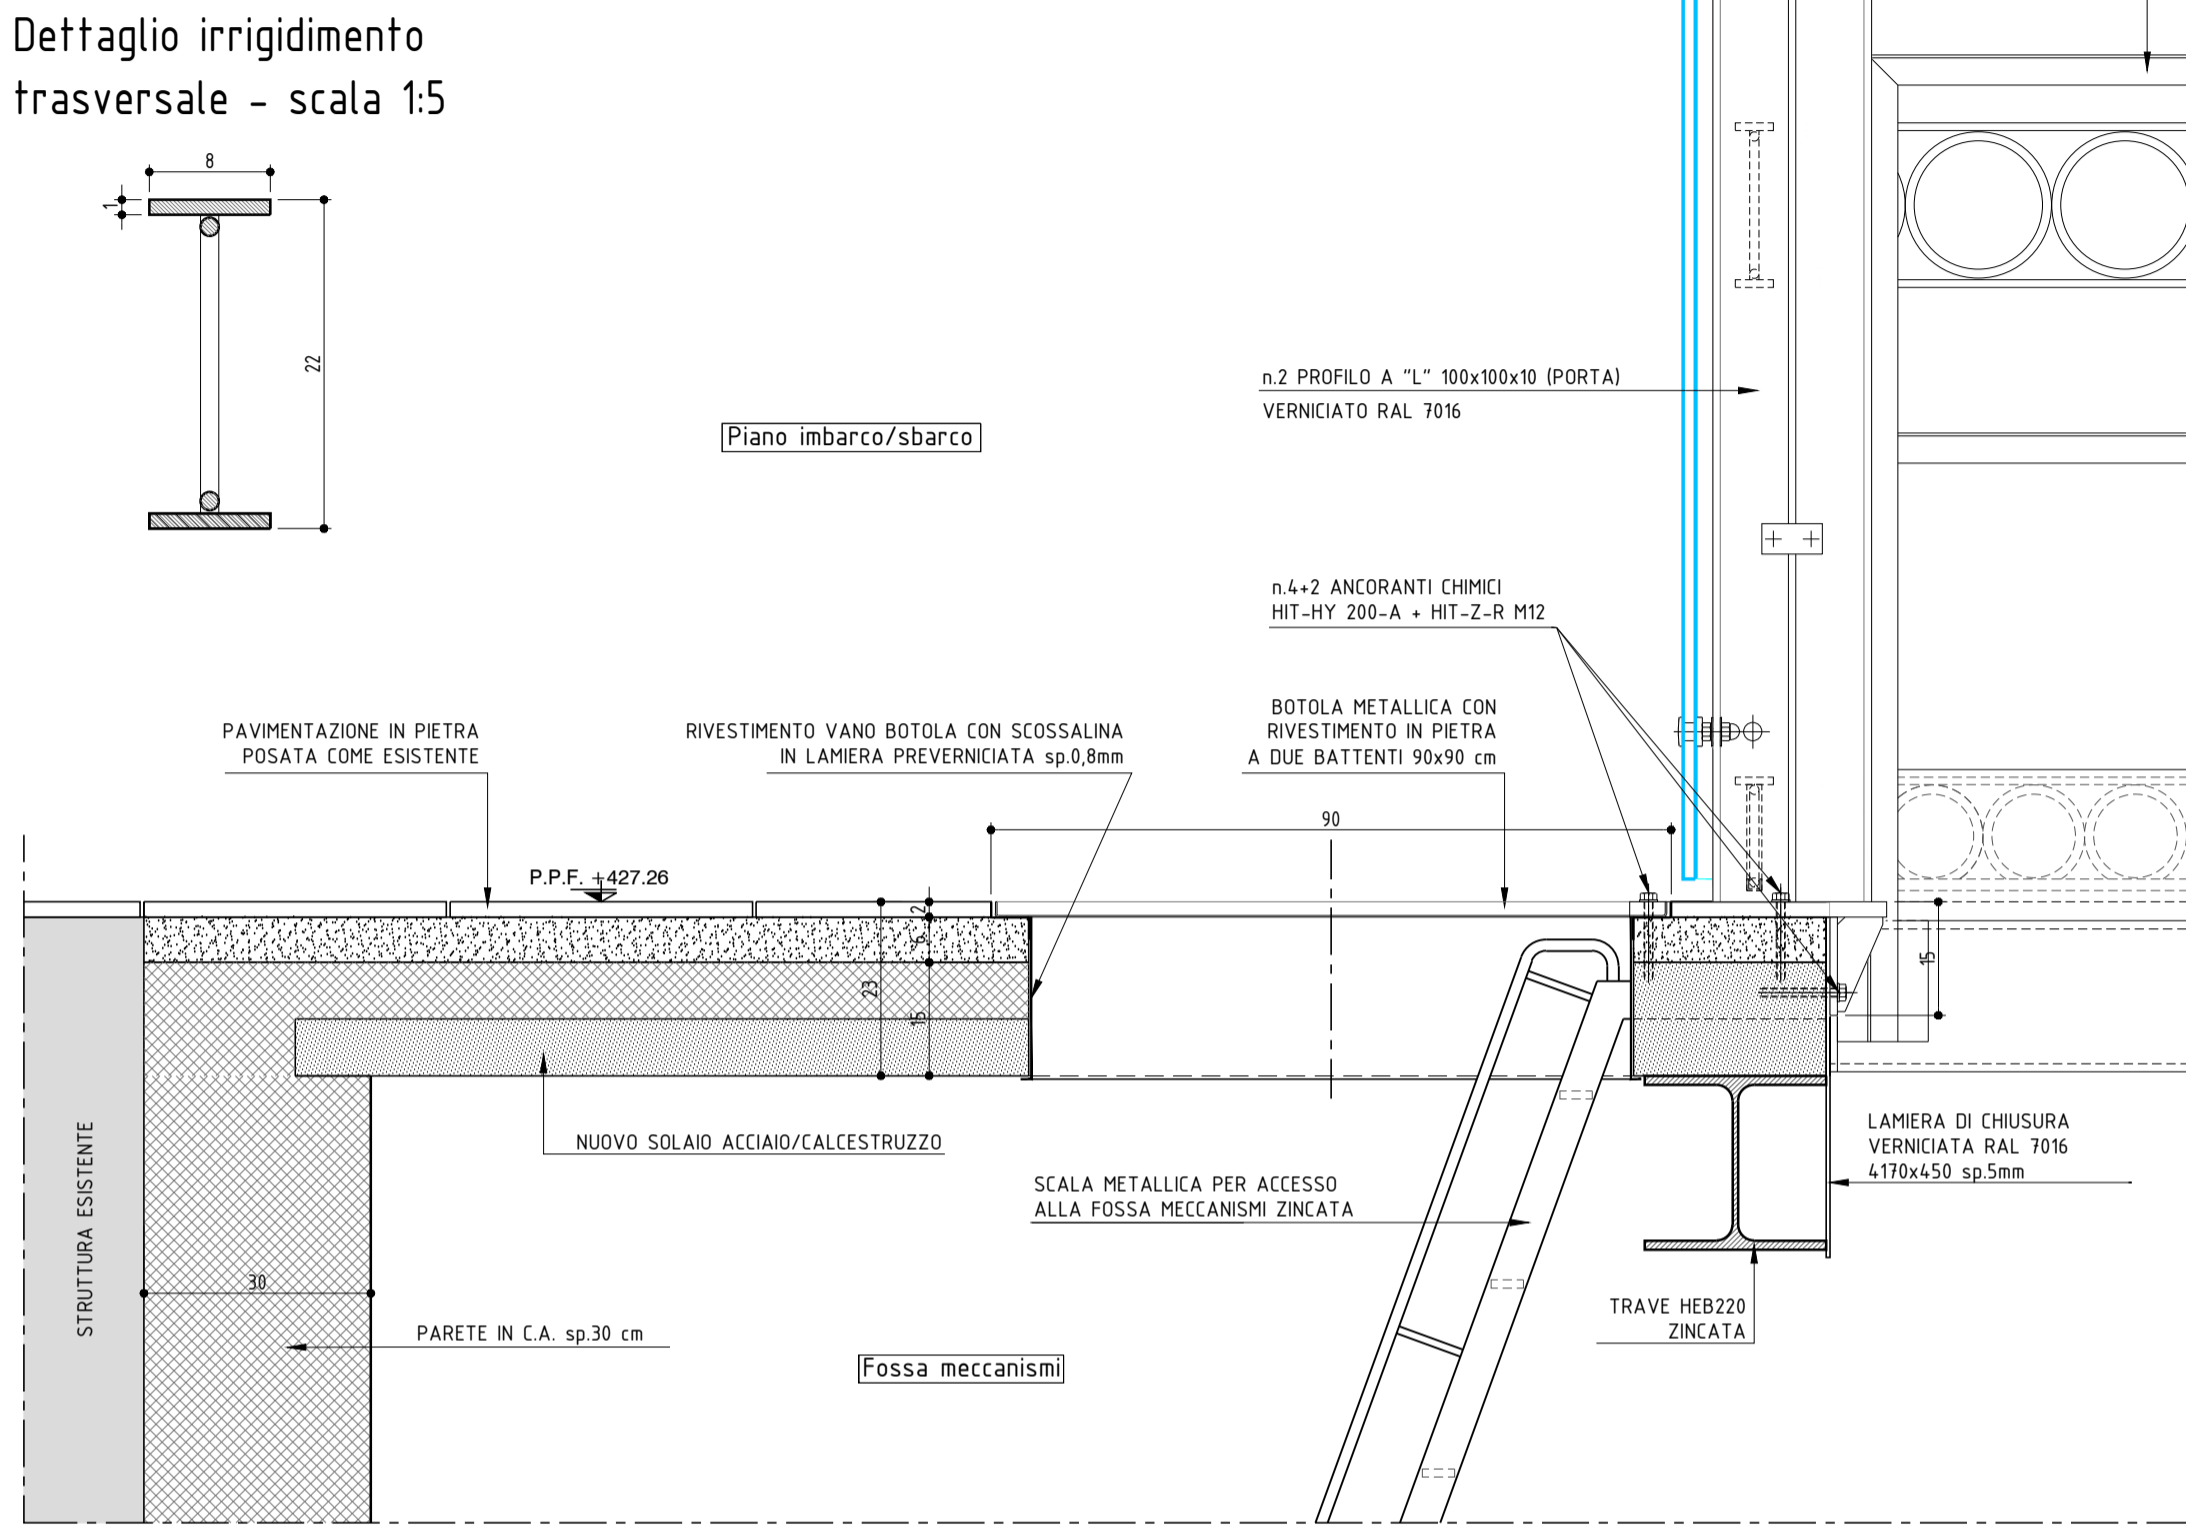 Dettaglio irrigidimento
trasversale - scala 1:5
8
1
22
n.2 PROFILO A "L" 100x100x10 (PORTA)
VERNICIATO RAL 7016
Piano imbarco/sbarco
n.4+2 ANCORANTI CHIMICI
HIT-HY 200-A + HIT-Z-R M12
PAVIMENTAZIONE IN PIETRA
POSATA COME ESISTENTE
RIVESTIMENTO VANO BOTOLA CON SCOSSALINA
IN LAMIERA PREVERNICIATA sp.0,8mm
BOTOLA METALLICA CON
RIVESTIMENTO IN PIETRA
A DUE BATTENTI 90x90 cm
90
P.P.F. +427.26
2
6
23
15
15
NUOVO SOLAIO ACCIAIO/CALCESTRUZZO
STRUTTURA ESISTENTE
SCALA METALLICA PER ACCESSO
ALLA FOSSA MECCANISMI ZINCATA
LAMIERA DI CHIUSURA
VERNICIATA RAL 7016
4170x450 sp.5mm
30
TRAVE HEB220
ZINCATA
PARETE IN C.A. sp.30 cm
Fossa meccanismi